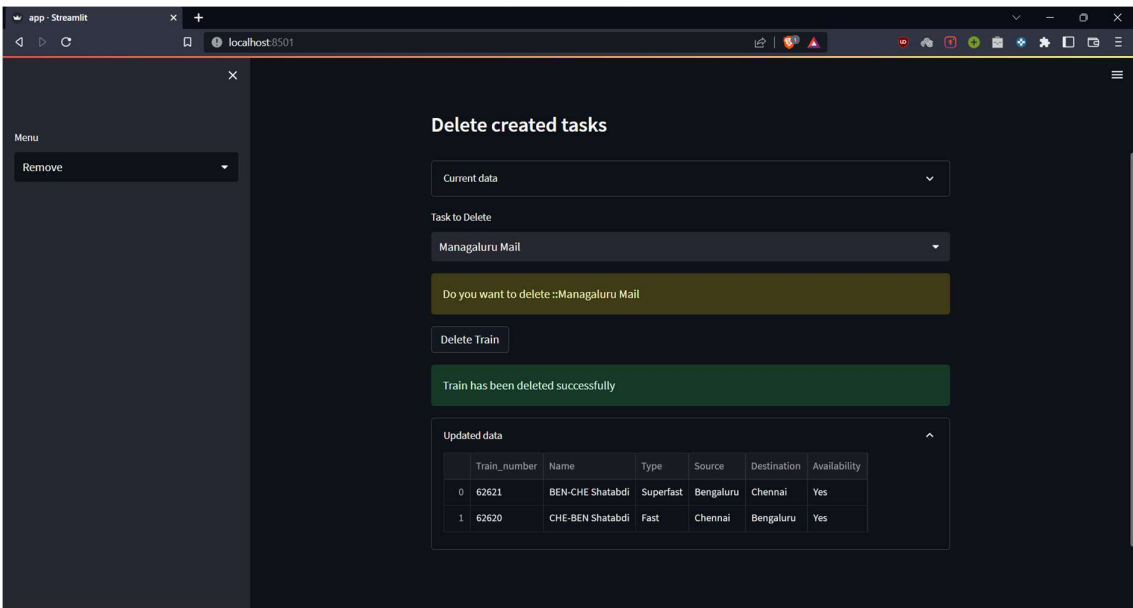 app · Streamlit
localhost:8501
Menu
Remove
Delete created tasks
Current data
Task to Delete
Managaluru Mail
Do you want to delete ::Managaluru Mail
Delete Train
Train has been deleted successfully
Updated data
Train_number Name Type Source Destination Availability
0 62621 BEN-CHE Shatabdi Superfast Bengaluru Chennai Yes
1 62620 CHE-BEN Shatabdi Fast Chennai Bengaluru Yes